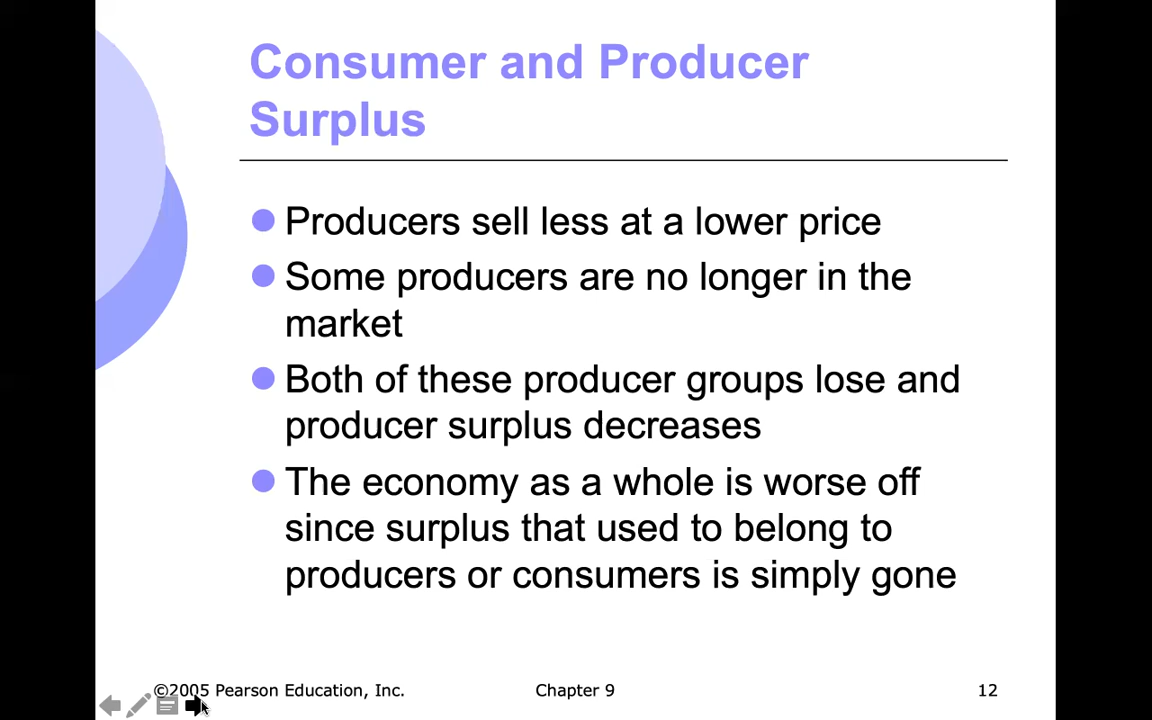 Consumer and Producer
Surplus
Producers sell less at a lower price
Some producers are no longer in the
market
Both of these producer groups lose and
producer surplus decreases
The economy as a whole is worse off
since surplus that used to belong to
producers or consumers is simply gone
©2005 Pearson Education, Inc.
Chapter 9
12